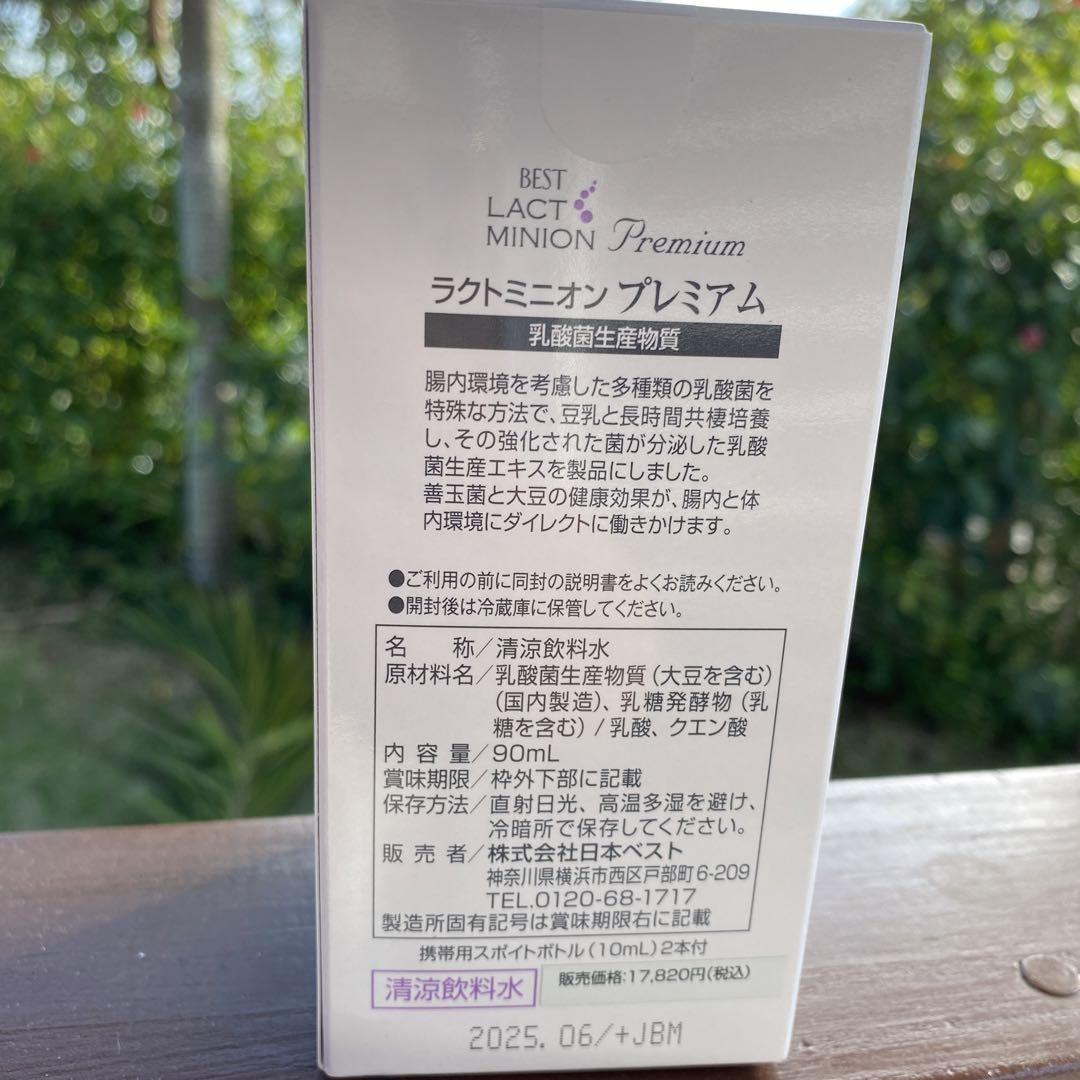 BEST
LACT
MINION Premium
ラクトミニオン プレミアム
乳酸菌生産物質
腸内環境を考慮した多種類の乳酸菌を
特殊な方法で、豆乳と長時間共棲培養
し、その強化された菌が分泌した乳酸
菌生産エキスを製品にしました。
善玉菌と大豆の健康効果が、腸内と体
内環境にダイレクトに働きかけます。
●ご利用の前に同封の説明書をよくお読みください。
●開封後は冷蔵庫に保管してください。
名 称/清涼飲料水
原材料名/乳酸菌生産物質(大豆を含む)
(国内製造)、乳糖発酵物(乳
糖を含む)/乳酸、クエン酸
内容量/90mL
賞味期限/枠外下部に記載
保存方法/直射日光、高温多湿を避け、
冷暗所で保存してください。
販売者/株式会社日本ベスト
神奈川県横浜市西区戸部町6-209
TEL.0120-68-1717
製造所固有記号は賞味期限右に記載
携帯用スポイトボトル(10mL)2本付
清涼飲料水 販売価格:17,820円(税込)
2025.06/+JBM